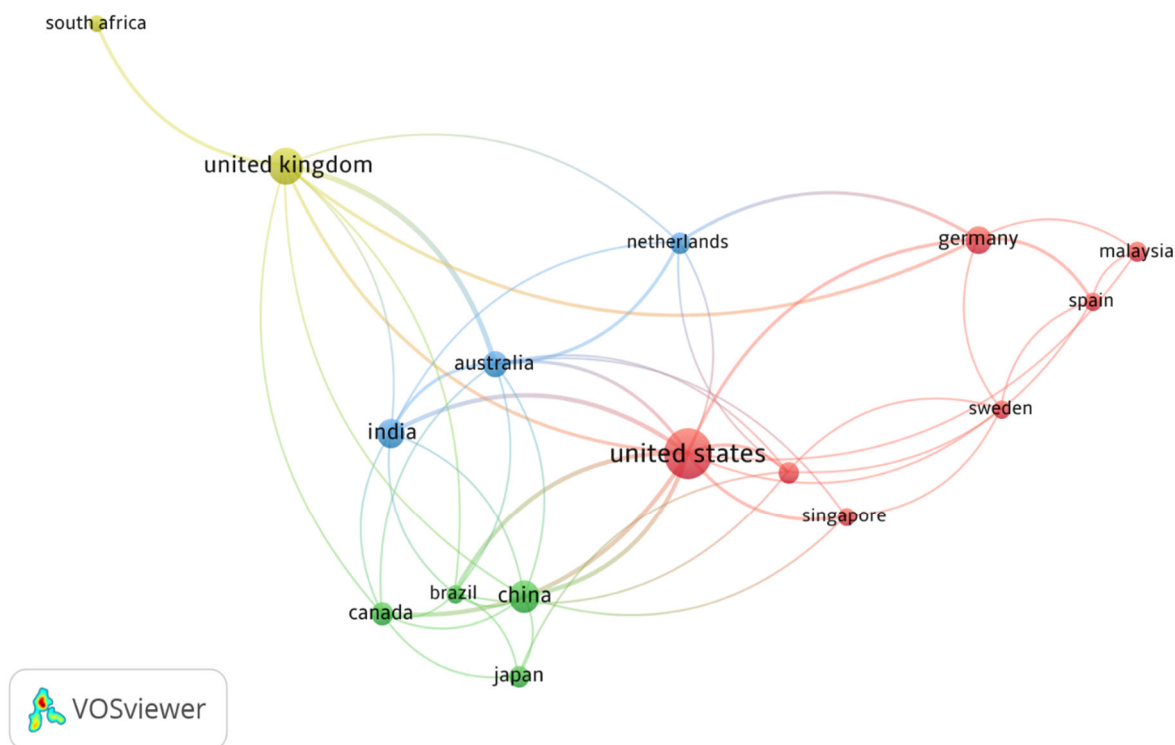 south africa
united kingdom
netherlands
germany
malaysia
spain
australia
sweden
india
united states
singapore
brazil
china
canada
japan
VOSviewer